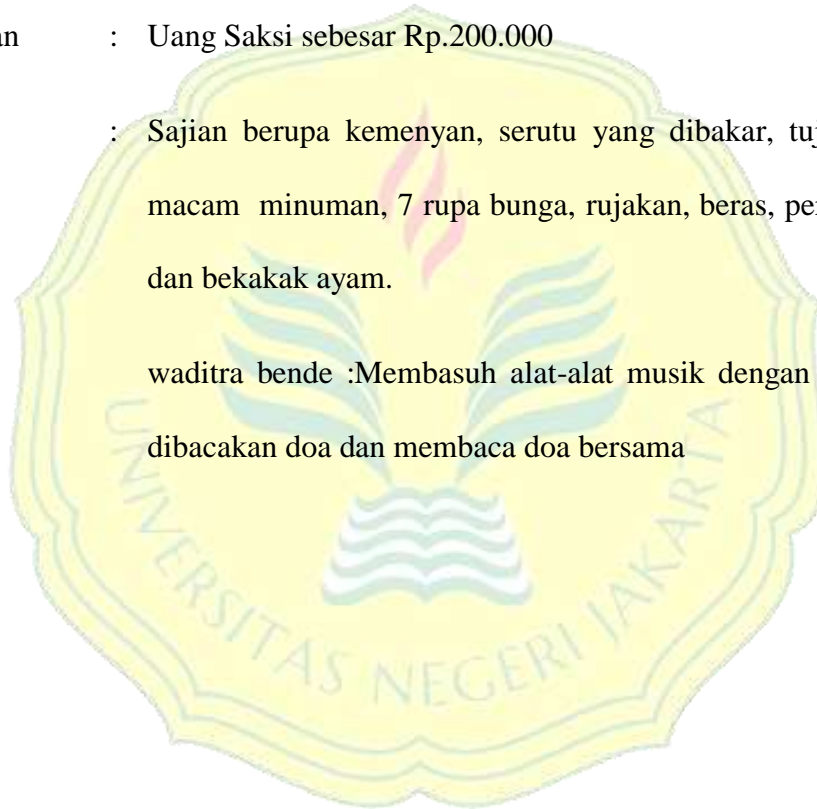 an : Uang Saksi sebesar Rp.200.000
: Sajian berupa kemenyan, serutu yang dibakar, tuj
macam minuman, 7 rupa bunga, rujakan, beras, pe
dan bekakak ayam.
waditra bende :Membasuh alat-alat musik dengan
dibacakan doa dan membaca doa bersama
UNIVERSITAS NEGERI JAKARTA